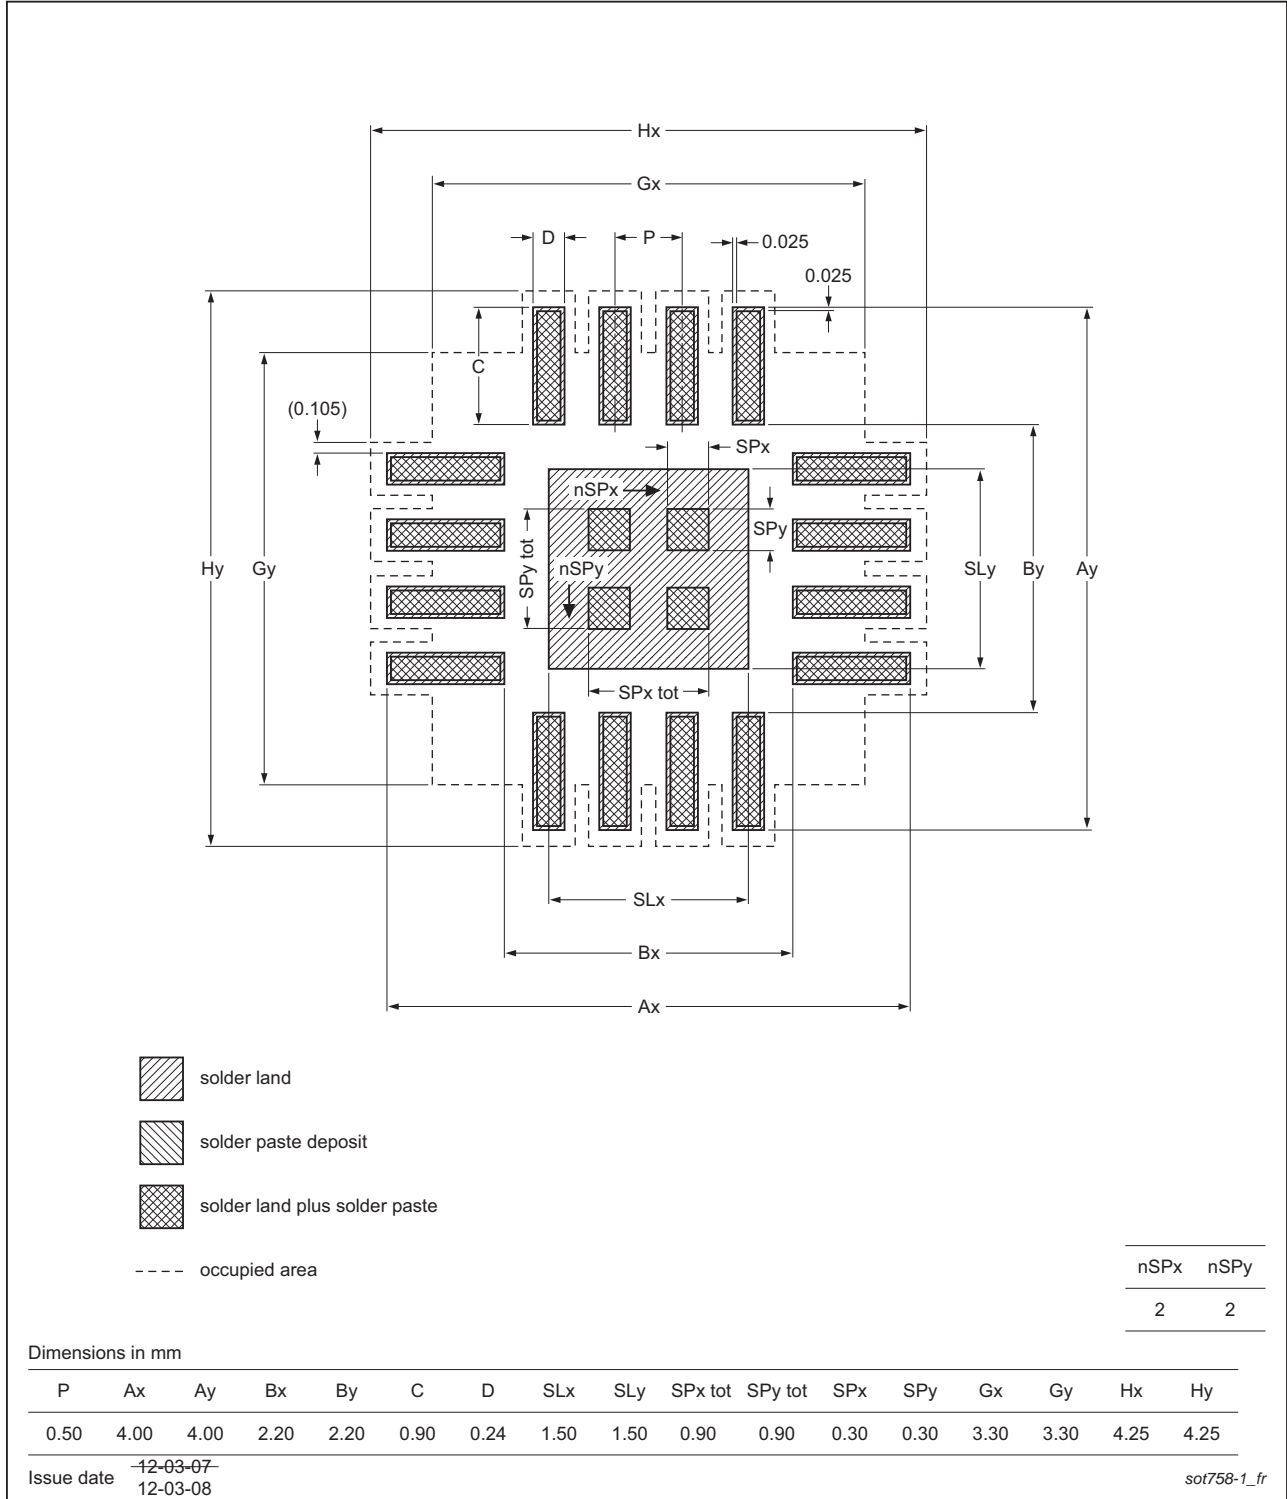 Hx
Gx
D
P
0.025
0.025
C
(0.105)
SPx
nSPx
SPy
SPy tot
nSPy
Hy
Gy
SLy
By
Ay
SPx tot
SLx
Bx
Ax
solder land
solder paste deposit
solder land plus solder paste
occupied area
nSPx nSPy
2 2
Dimensions in mm
P Ax Ay Bx By C D SLx SLy SPx tot SPy tot SPx SPy Gx Gy Hx Hy
0.50 4.00 4.00 2.20 2.20 0.90 0.24 1.50 1.50 0.90 0.90 0.30 0.30 3.30 3.30 4.25 4.25
Issue date
12-03-07
12-03-08
sot758-1_fr